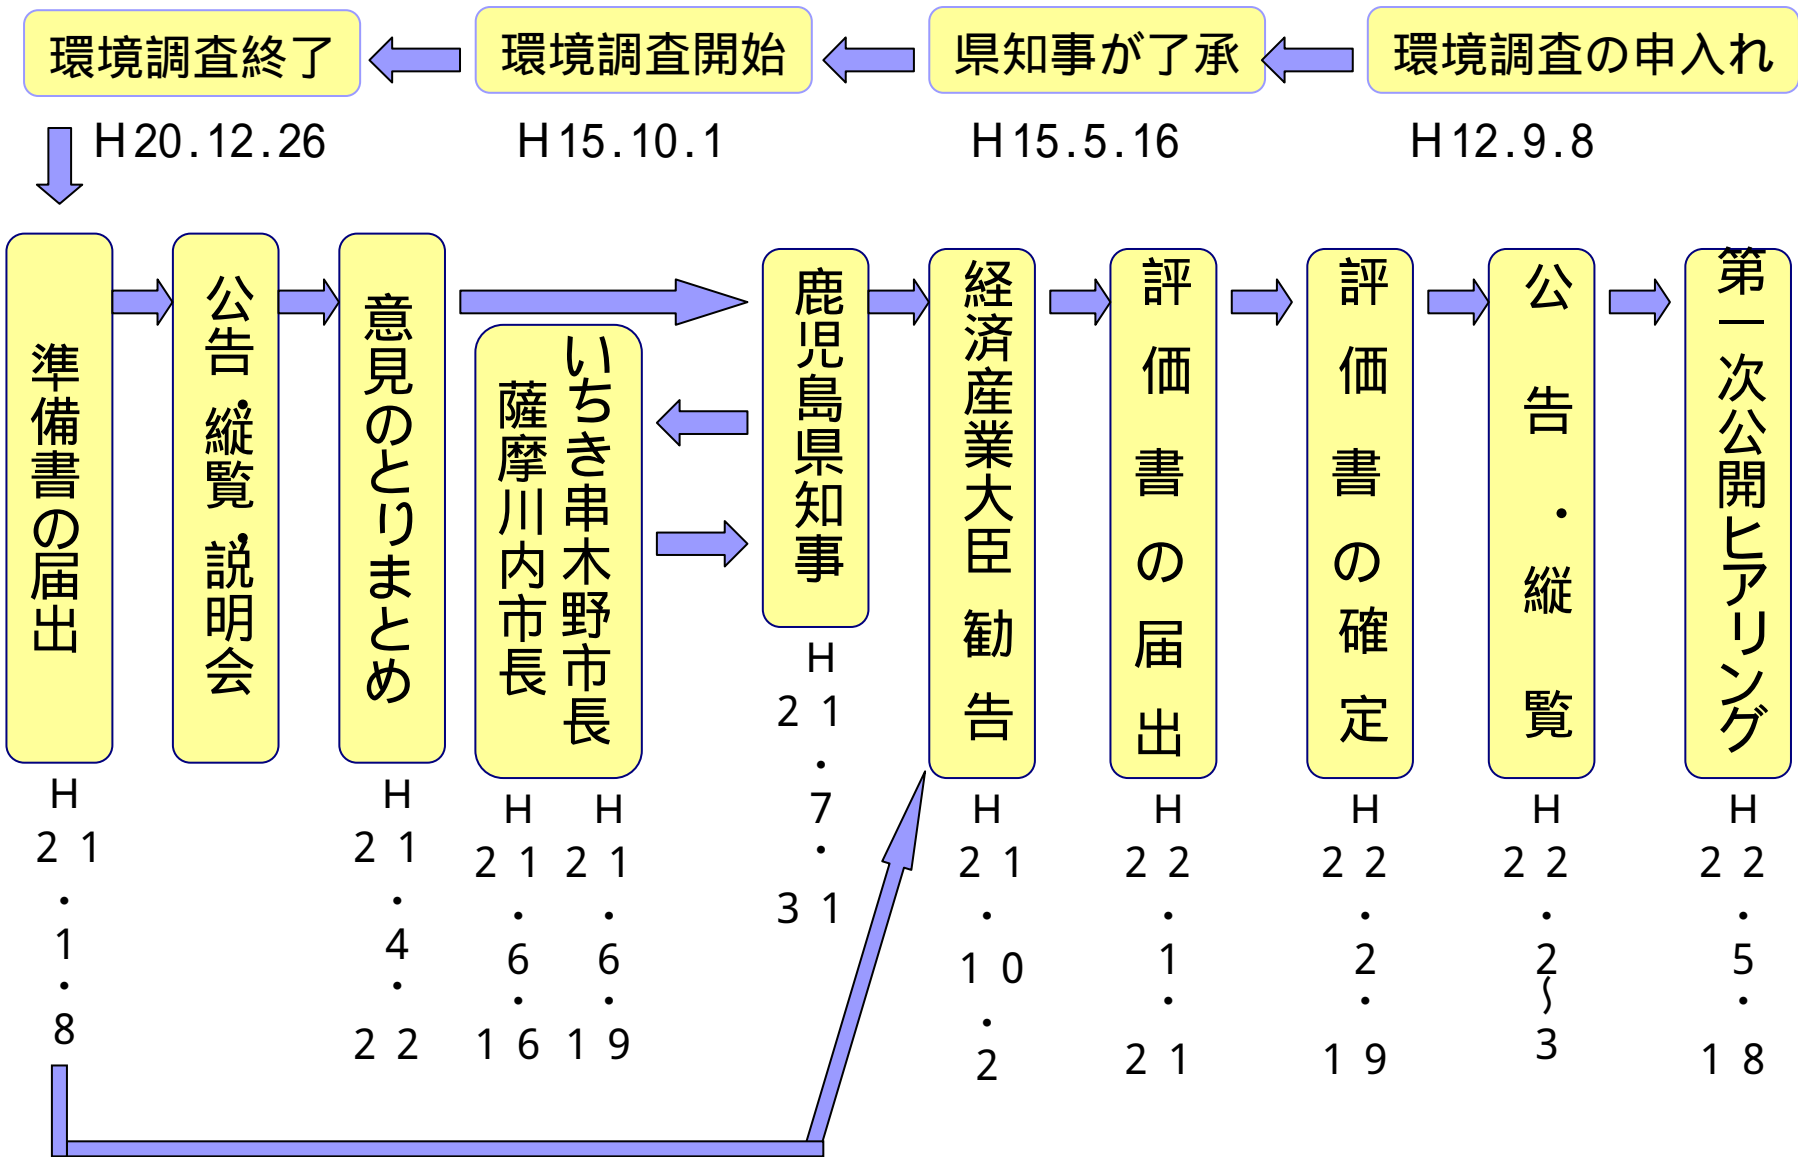 環境調査の申入れ
H12.9.8
県知事が了承
H15.5.16
環境調査開始
H15.10.1
環境調査終了
H20.12.26
準備書の届出
H21・1・8
公告・縦覧・説明会
意見のとりまとめ
H21・4・22
いちき串木野市長
薩摩川内市長
H21・6・19
H21・6・16
鹿児島県知事
H21・7・31
経済産業大臣勧告
H21・10・2
評価書の届出
H22・1・21
評価書の確定
H22・2・19
公告・縦覧
H22・2〜3
第一次公開ヒアリング
H22・5・18